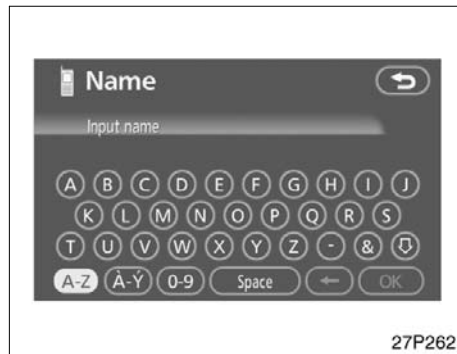 Name
Input name
A B C D E F G H I J
K L M N O P Q R S
T U V W X Y Z - &
A-Z À-Ý 0-9 Space OK
27P262